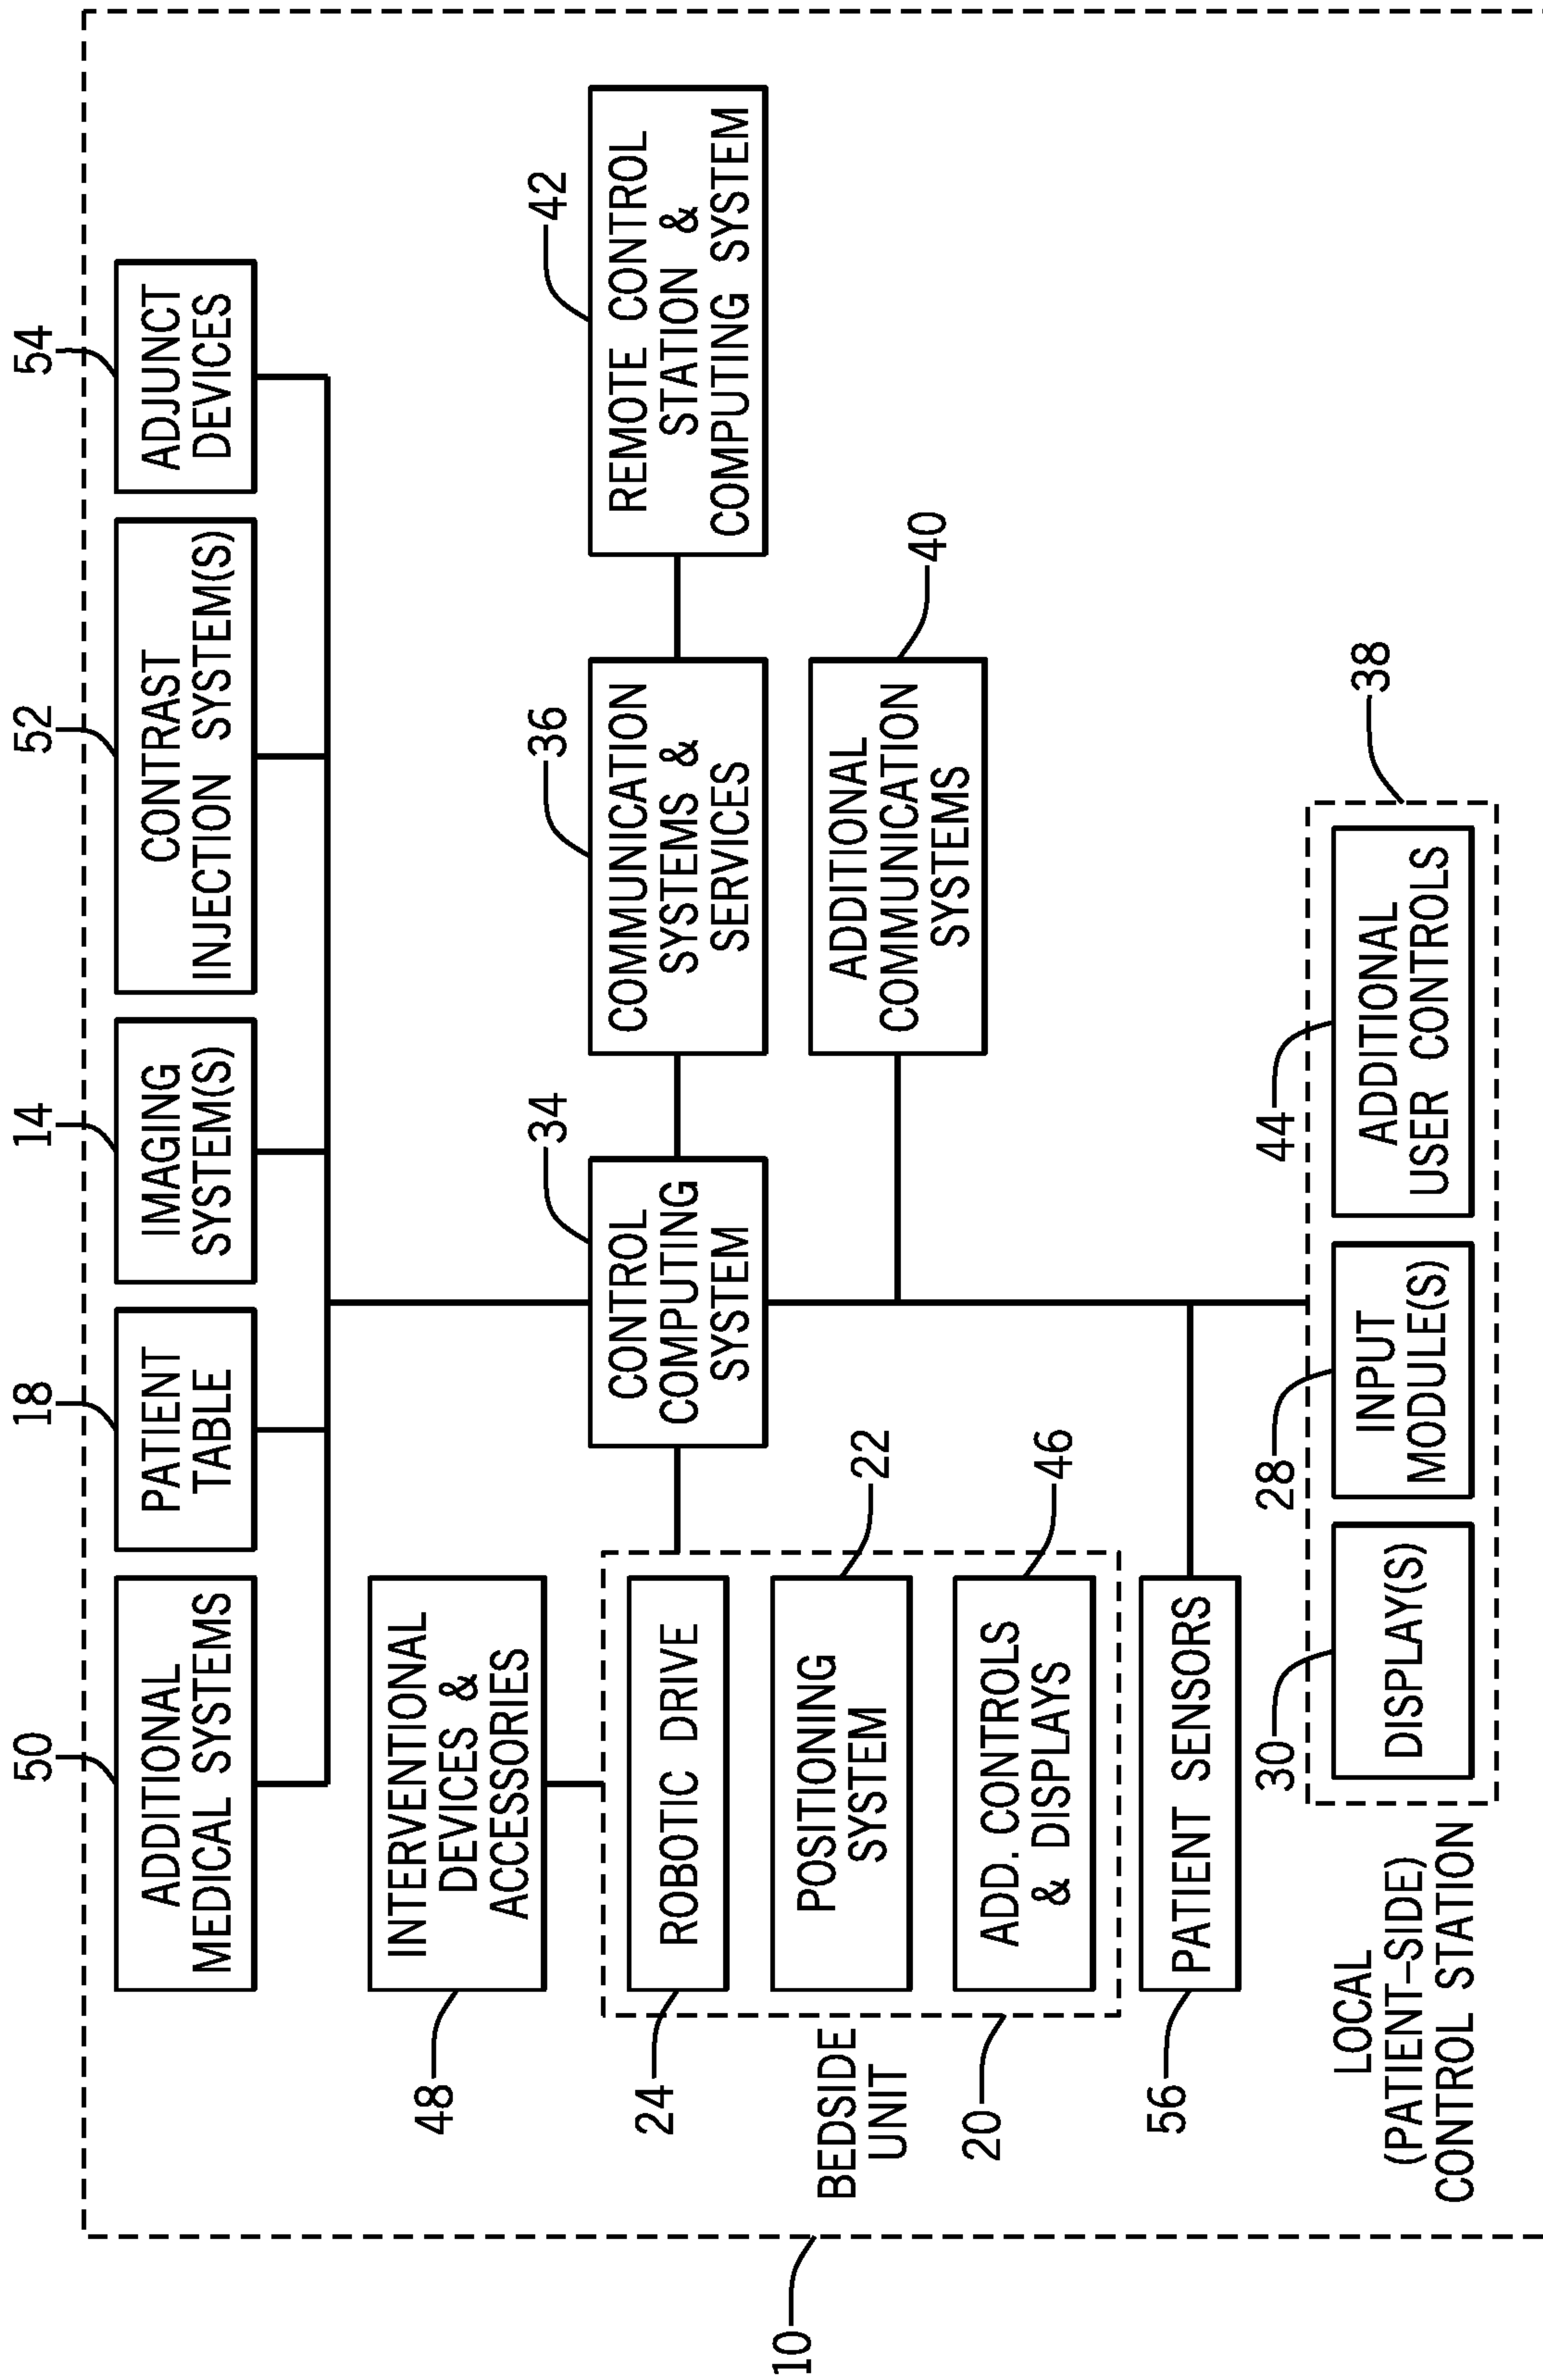 50
18
14
52
54
ADDITIONAL
MEDICAL SYSTEMS
PATIENT
TABLE
IMAGING
SYSTEM(S)
CONTRAST
INJECTION SYSTEM(S)
ADJUNCT
DEVICES
48
INTERVENTIONAL
DEVICES &
ACCESSORIES
34
36
42
CONTROL
COMPUTING
SYSTEM
COMMUNICATION
SYSTEMS &
SERVICES
REMOTE CONTROL
STATION &
COMPUTING SYSTEM
24
ROBOTIC DRIVE
10
BEDSIDE
UNIT
POSITIONING
SYSTEM
22
ADDITIONAL
COMMUNICATION
SYSTEMS
40
20
ADD. CONTROLS
& DISPLAYS
46
56
PATIENT SENSORS
30
28
44
38
LOCAL
(PATIENT-SIDE)
CONTROL STATION
DISPLAY(S)
INPUT
MODULE(S)
ADDITIONAL
USER CONTROLS